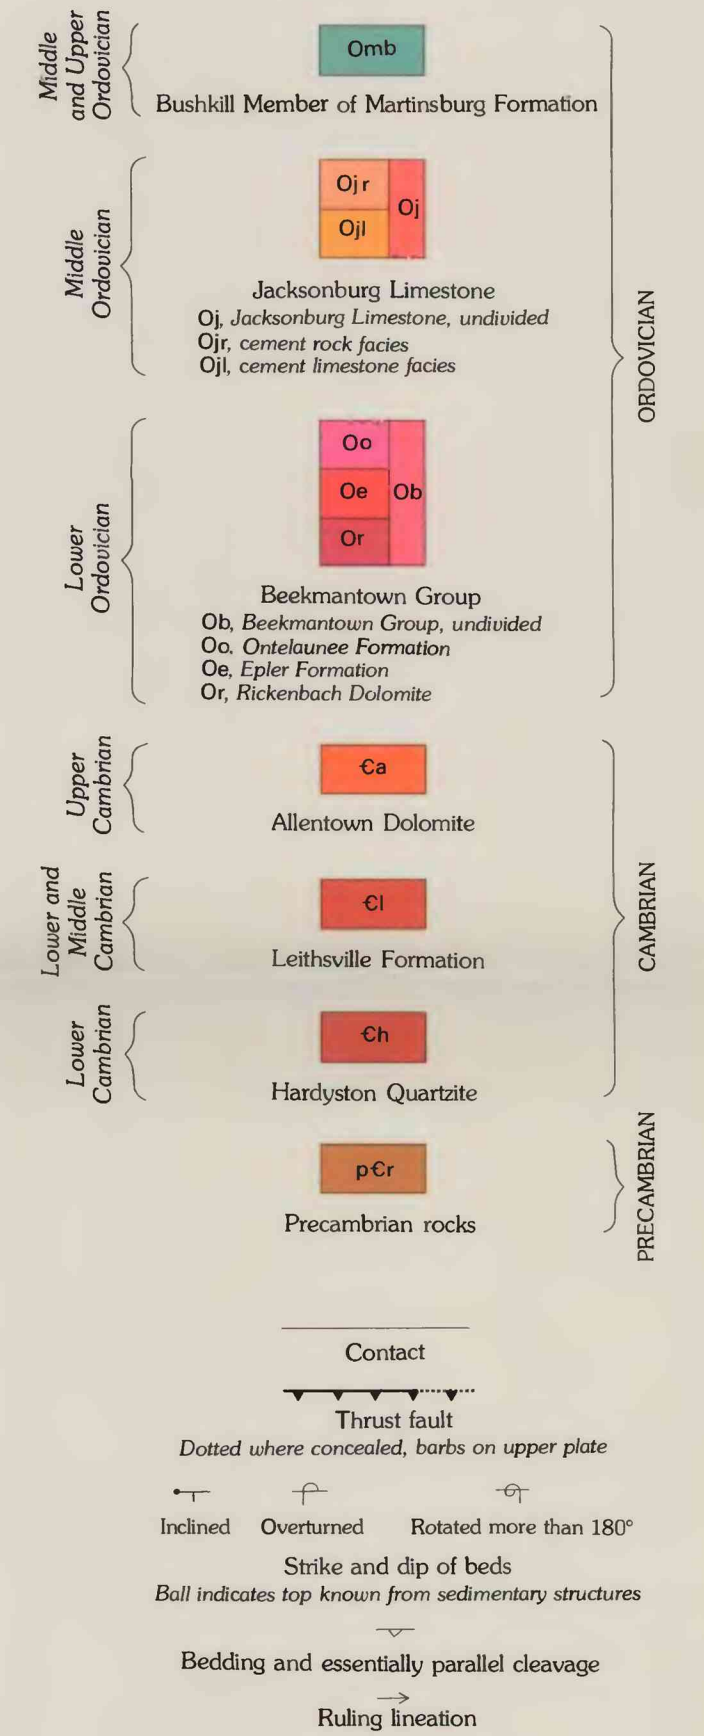 Middle
and Upper
Ordovician
Omb
Bushkill Member of Martinsburg Formation
Middle
Ordovician
Ojr
Ojl
Oj
Jacksonburg Limestone
Oj, Jacksonburg Limestone, undivided
Ojr, cement rock facies
Ojl, cement limestone facies
ORDOVICIAN
Lower
Ordovician
Oo
Oe
Or
Ob
Beekmantown Group
Ob, Beekmantown Group, undivided
Oo. Ontelaunee Formation
Oe, Epler Formation
Or, Rickenbach Dolomite
Upper
Cambrian
Єa
Allentown Dolomite
Lower and
Middle
Cambrian
Єl
Leithsville Formation
CAMBRIAN
Lower
Cambrian
Єh
Hardyston Quartzite
pЄr
Precambrian rocks
PRECAMBRIAN
Contact
Thrust fault
Dotted where concealed, barbs on upper plate
Inclined Overturned Rotated more than 180°
Strike and dip of beds
Ball indicates top known from sedimentary structures
Bedding and essentially parallel cleavage
Ruling lineation